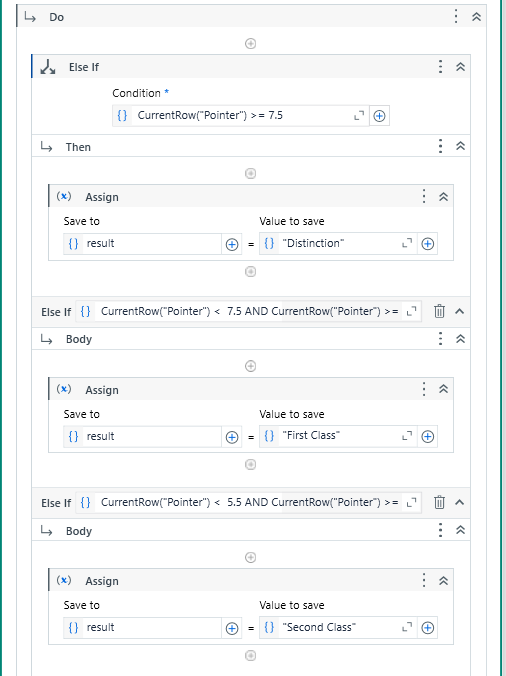 Do
Else If
Condition *
{ } CurrentRow("Pointer") >= 7.5
Then
(x) Assign
Save to Value to save
{ } result = { } "Distinction"
Else If { } CurrentRow("Pointer") < 7.5 AND CurrentRow("Pointer") >=
Body
(x) Assign
Save to Value to save
{ } result = { } "First Class"
Else If { } CurrentRow("Pointer") < 5.5 AND CurrentRow("Pointer") >=
Body
(x) Assign
Save to Value to save
{ } result = { } "Second Class"